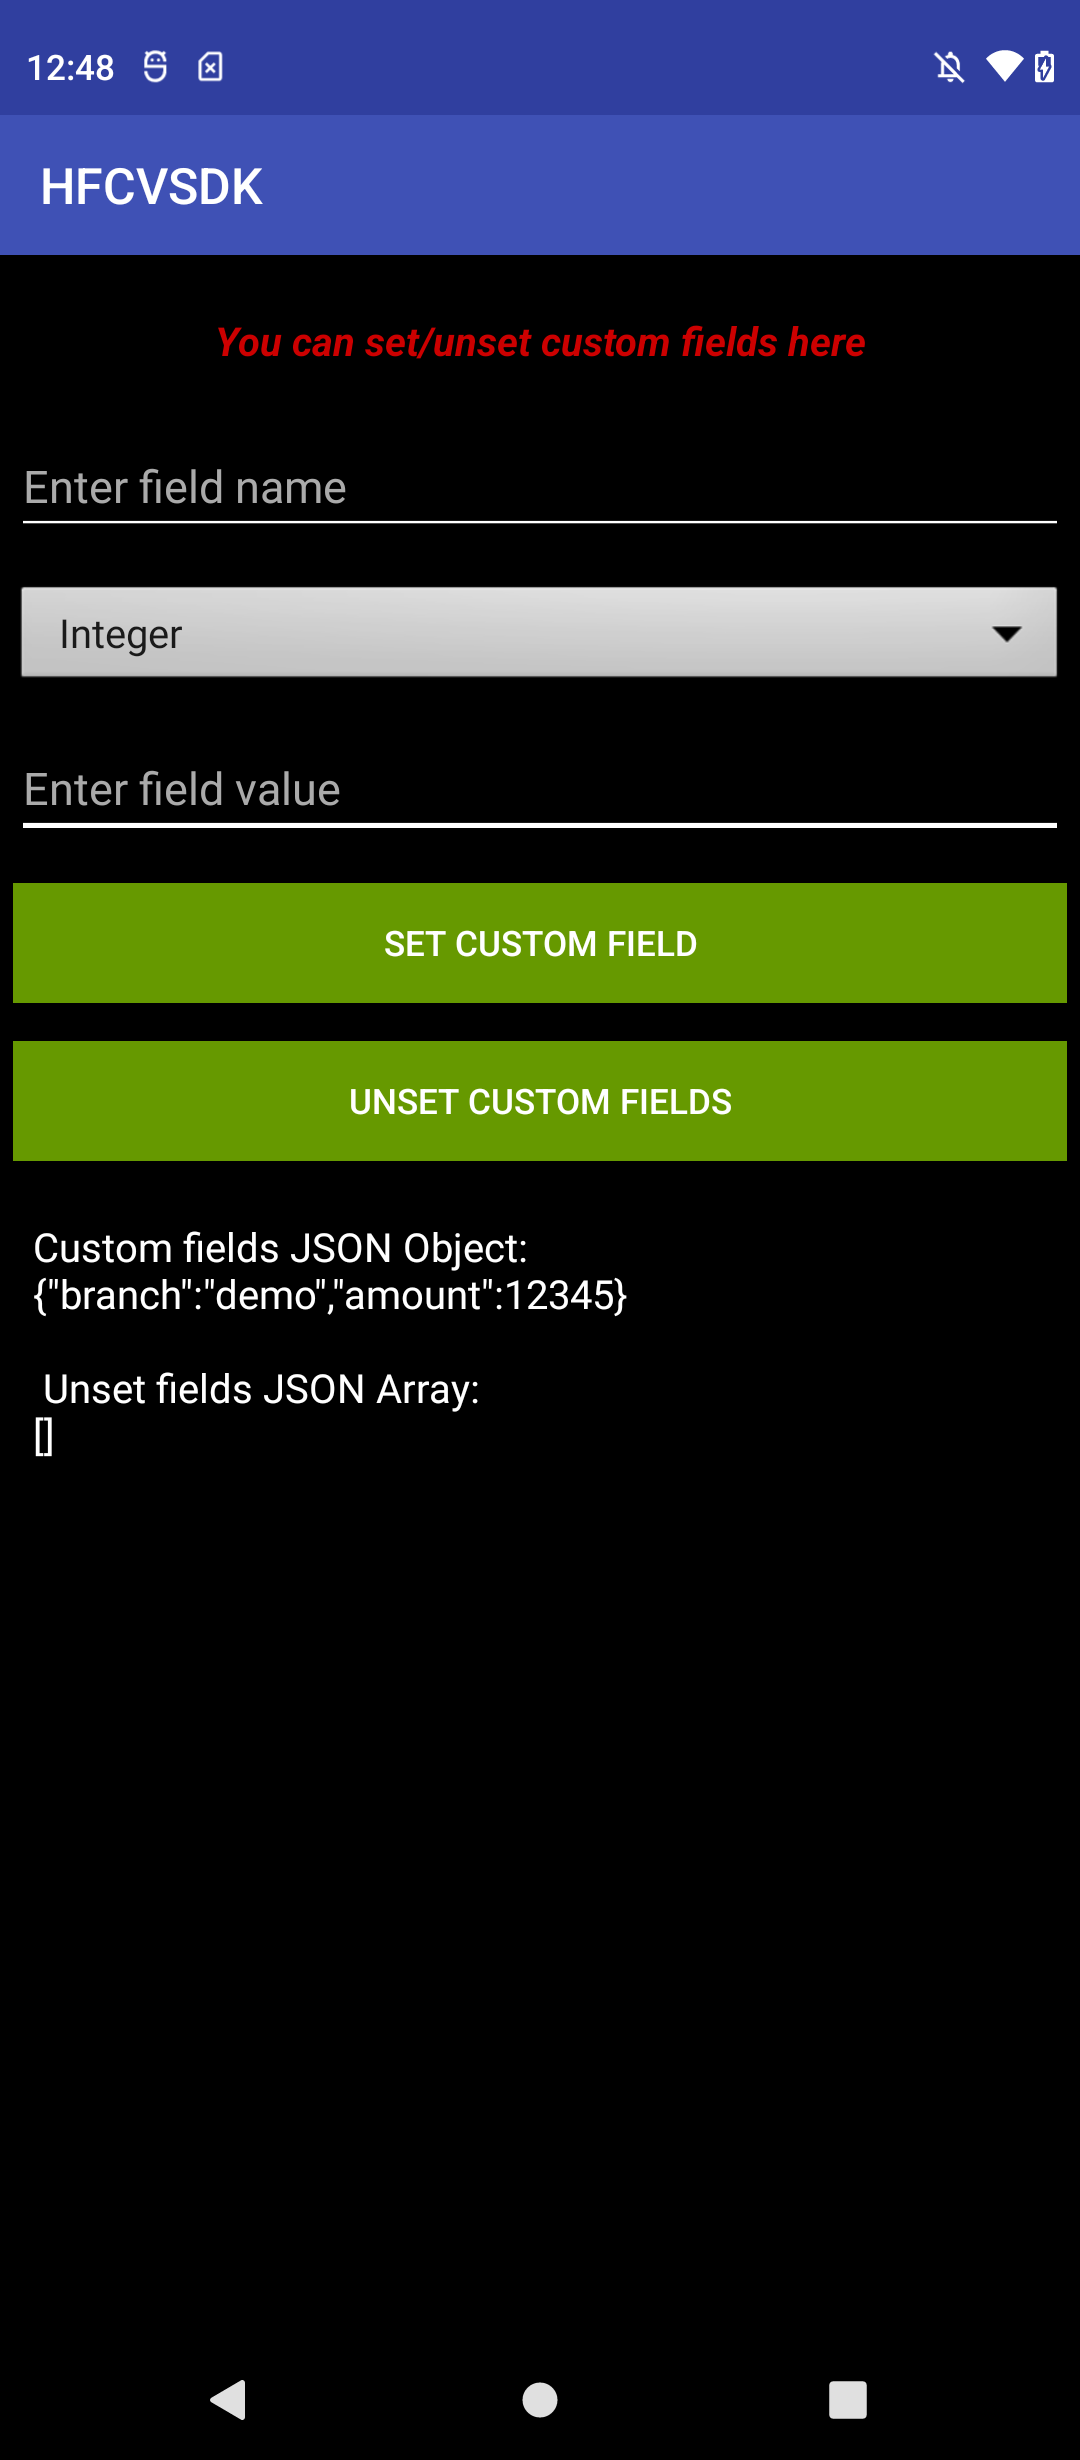 12:48
HFCVSDK
You can set/unset custom fields here
Enter field name
Integer
Enter field value
SET CUSTOM FIELD
UNSET CUSTOM FIELDS
Custom fields JSON Object:
{"branch":"demo","amount":12345}
Unset fields JSON Array:
[]